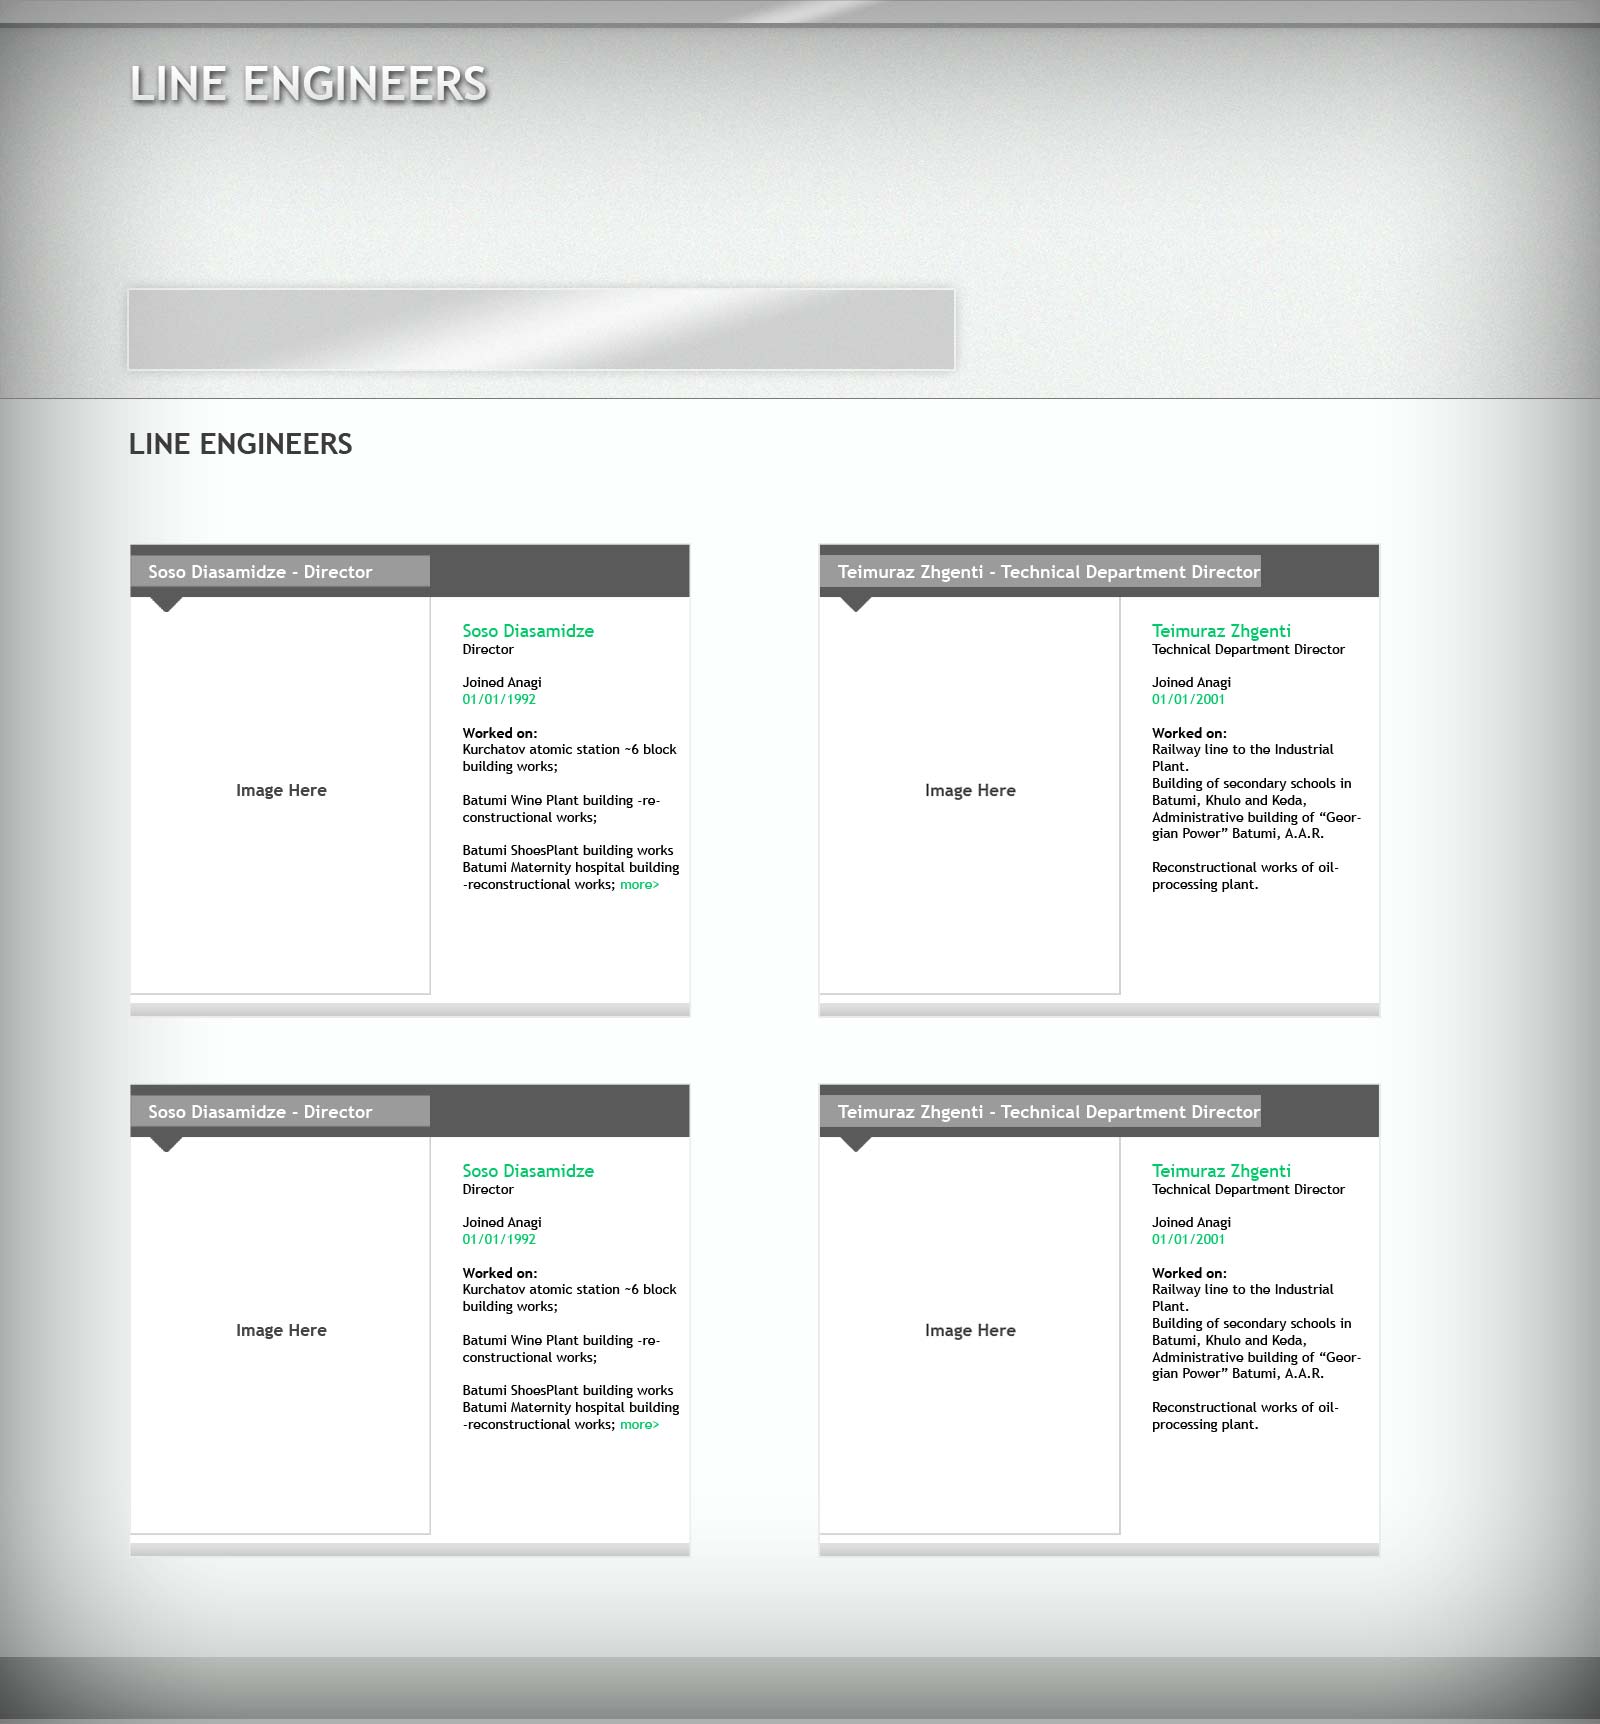 LINE ENGINEERS
LINE ENGINEERS
Soso Diasamidze - Director
Image Here
Soso Diasamidze
Director
Joined Anagi
01/01/1992
Worked on:
Kurchatov atomic station ~6 block
building works;
Batumi Wine Plant building -re-
constructional works;
Batumi ShoesPlant building works
Batumi Maternity hospital building
-reconstructional works; more>
Teimuraz Zhgenti - Technical Department Director
Image Here
Teimuraz Zhgenti
Technical Department Director
Joined Anagi
01/01/2001
Worked on:
Railway line to the Industrial
Plant.
Building of secondary schools in
Batumi, Khulo and Keda,
Administrative building of “Geor-
gian Power” Batumi, A.A.R.
Reconstructional works of oil-
processing plant.
Soso Diasamidze - Director
Image Here
Soso Diasamidze
Director
Joined Anagi
01/01/1992
Worked on:
Kurchatov atomic station ~6 block
building works;
Batumi Wine Plant building -re-
constructional works;
Batumi ShoesPlant building works
Batumi Maternity hospital building
-reconstructional works; more>
Teimuraz Zhgenti - Technical Department Director
Image Here
Teimuraz Zhgenti
Technical Department Director
Joined Anagi
01/01/2001
Worked on:
Railway line to the Industrial
Plant.
Building of secondary schools in
Batumi, Khulo and Keda,
Administrative building of “Geor-
gian Power” Batumi, A.A.R.
Reconstructional works of oil-
processing plant.